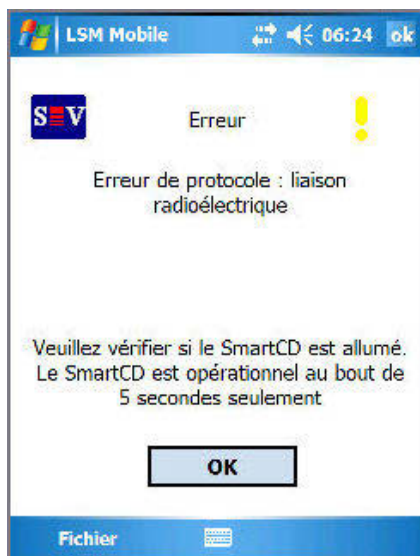 LSM Mobile 06:24 ok
S V Erreur !
Erreur de protocole : liaison
radioélectrique
Veuillez vérifier si le SmartCD est allumé.
Le SmartCD est opérationnel au bout de
5 secondes seulement
OK
Fichier